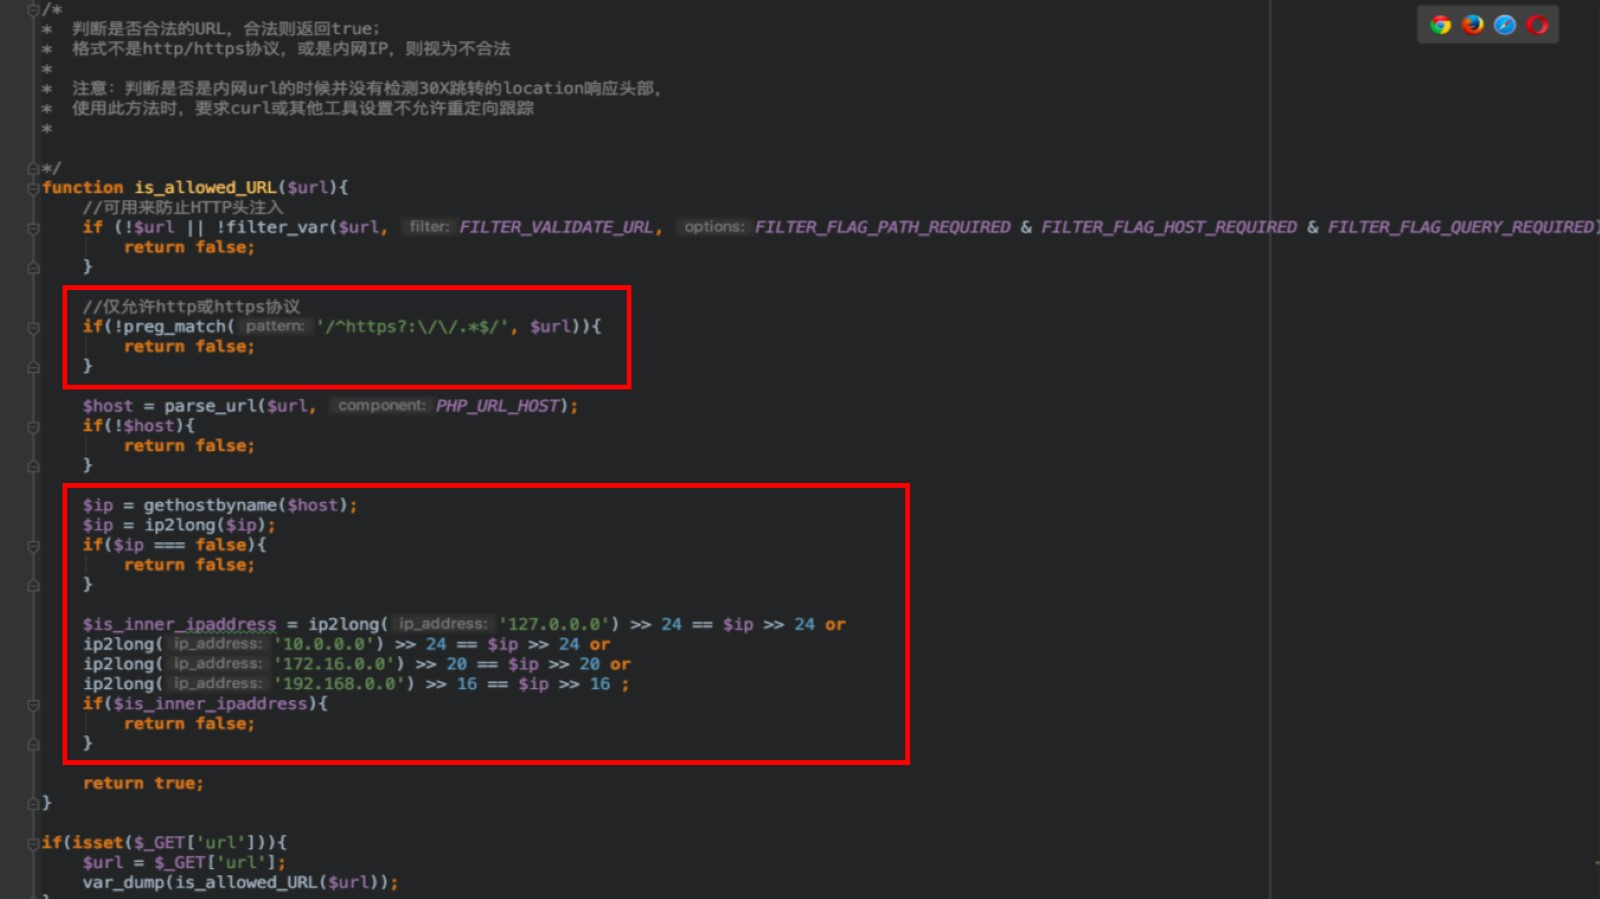 /*
* 判断是否合法的URL，合法则返回true；
* 格式不是http/https协议，或是内网IP，则视为不合法
*
* 注意：判断是否是内网url的时候并没有检测30X跳转的location响应头部，
* 使用此方法时，要求curl或其他工具设置不允许重定向跟踪
*
*/
function is_allowed_URL($url){
//可用来防止HTTP头注入
if (!$url || !filter_var($url, filter: FILTER_VALIDATE_URL, options: FILTER_FLAG_PATH_REQUIRED & FILTER_FLAG_HOST_REQUIRED & FILTER_FLAG_QUERY_REQUIRED)
return false;
}
//仅允许http或https协议
if(!preg_match( pattern: '/^https?:\/\/.*$/', $url)){
return false;
}
$host = parse_url($url, component: PHP_URL_HOST);
if(!$host){
return false;
}
$ip = gethostbyname($host);
$ip = ip2long($ip);
if($ip === false){
return false;
}
$is_inner_ipaddress = ip2long( ip_address: '127.0.0.0') >> 24 == $ip >> 24 or
ip2long( ip_address: '10.0.0.0') >> 24 == $ip >> 24 or
ip2long( ip_address: '172.16.0.0') >> 20 == $ip >> 20 or
ip2long( ip_address: '192.168.0.0') >> 16 == $ip >> 16 ;
if($is_inner_ipaddress){
return false;
}
return true;
}
if(isset($_GET['url'])){
$url = $_GET['url'];
var_dump(is_allowed_URL($url));